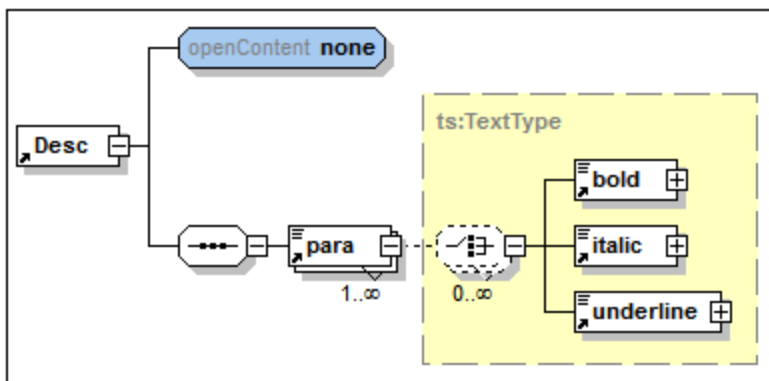 openContent none
ts:TextType
Desc
bold
para
italic
1..∞
0..∞
underline